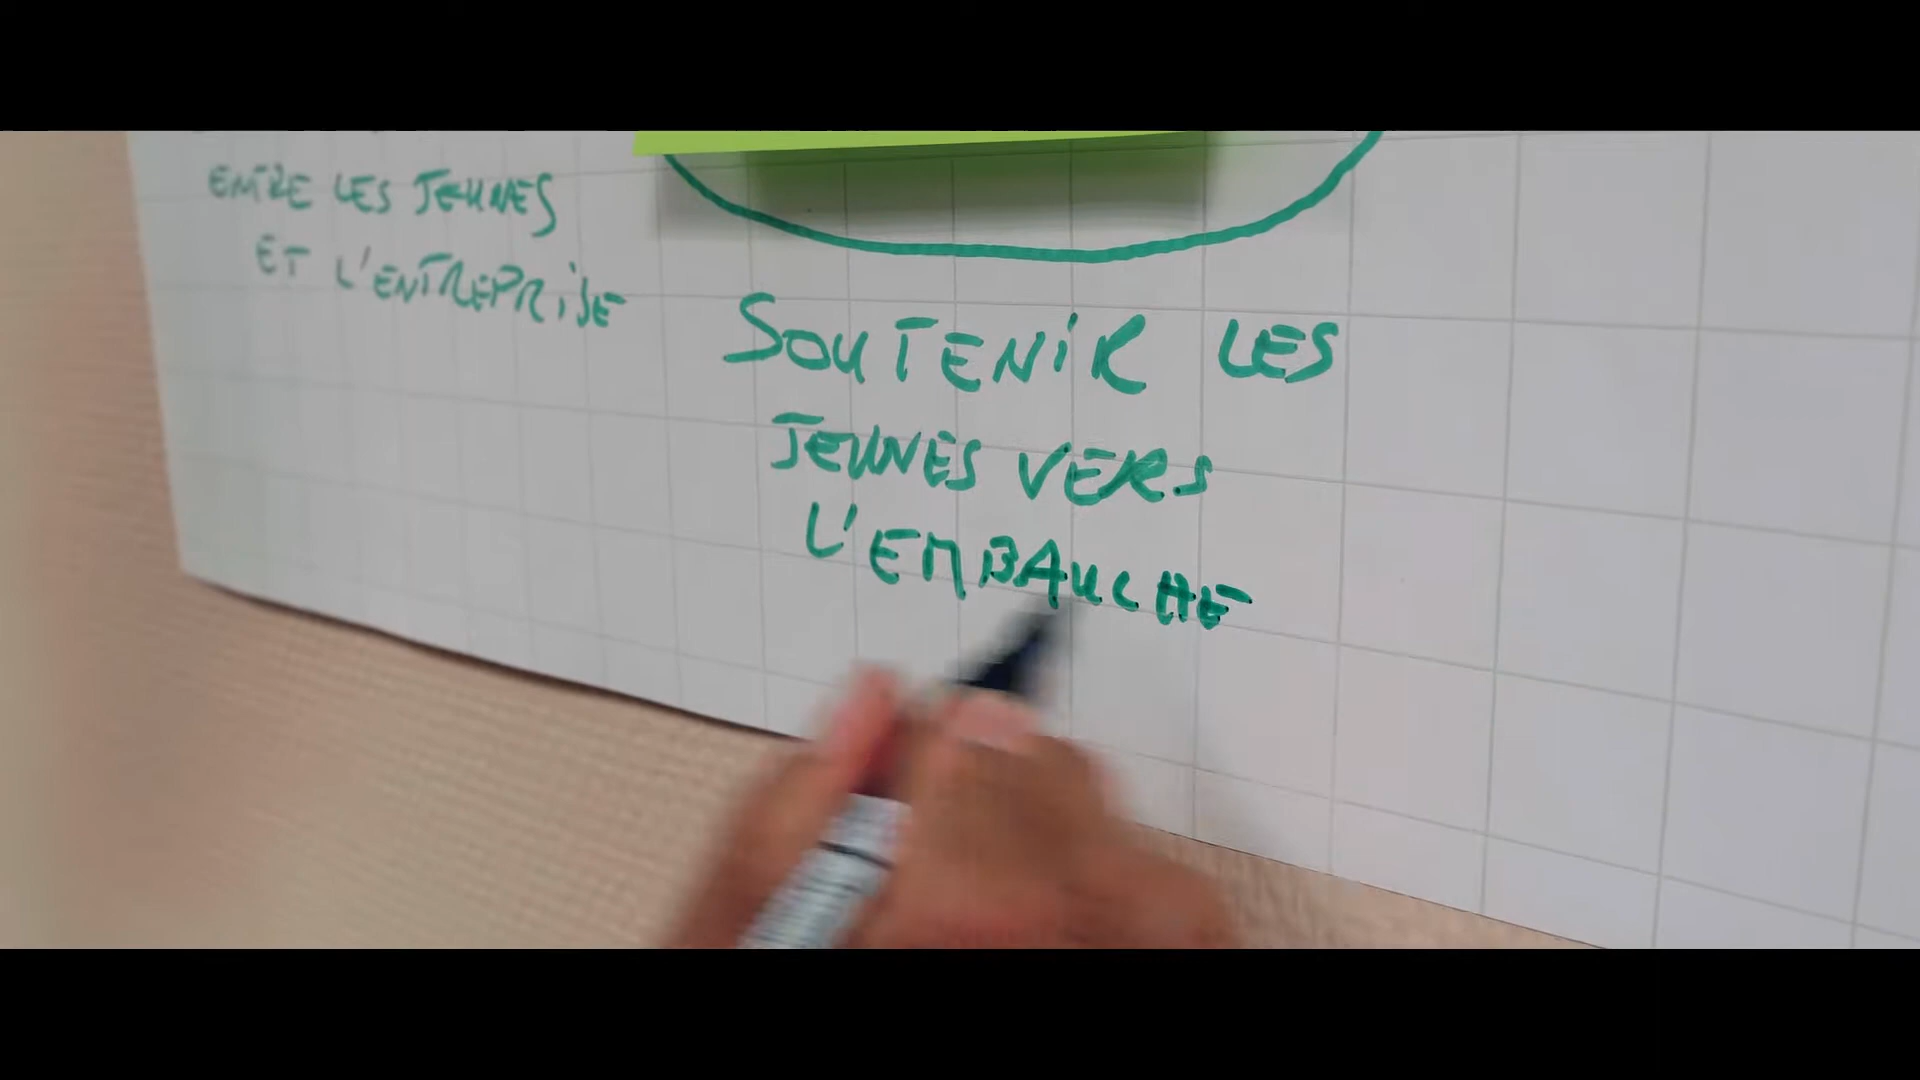 ENTRE LES JEUNES
ET L'ENTREPRISE
SOUTENIR LES
JEUNES VERS
L'EMBAUCHE